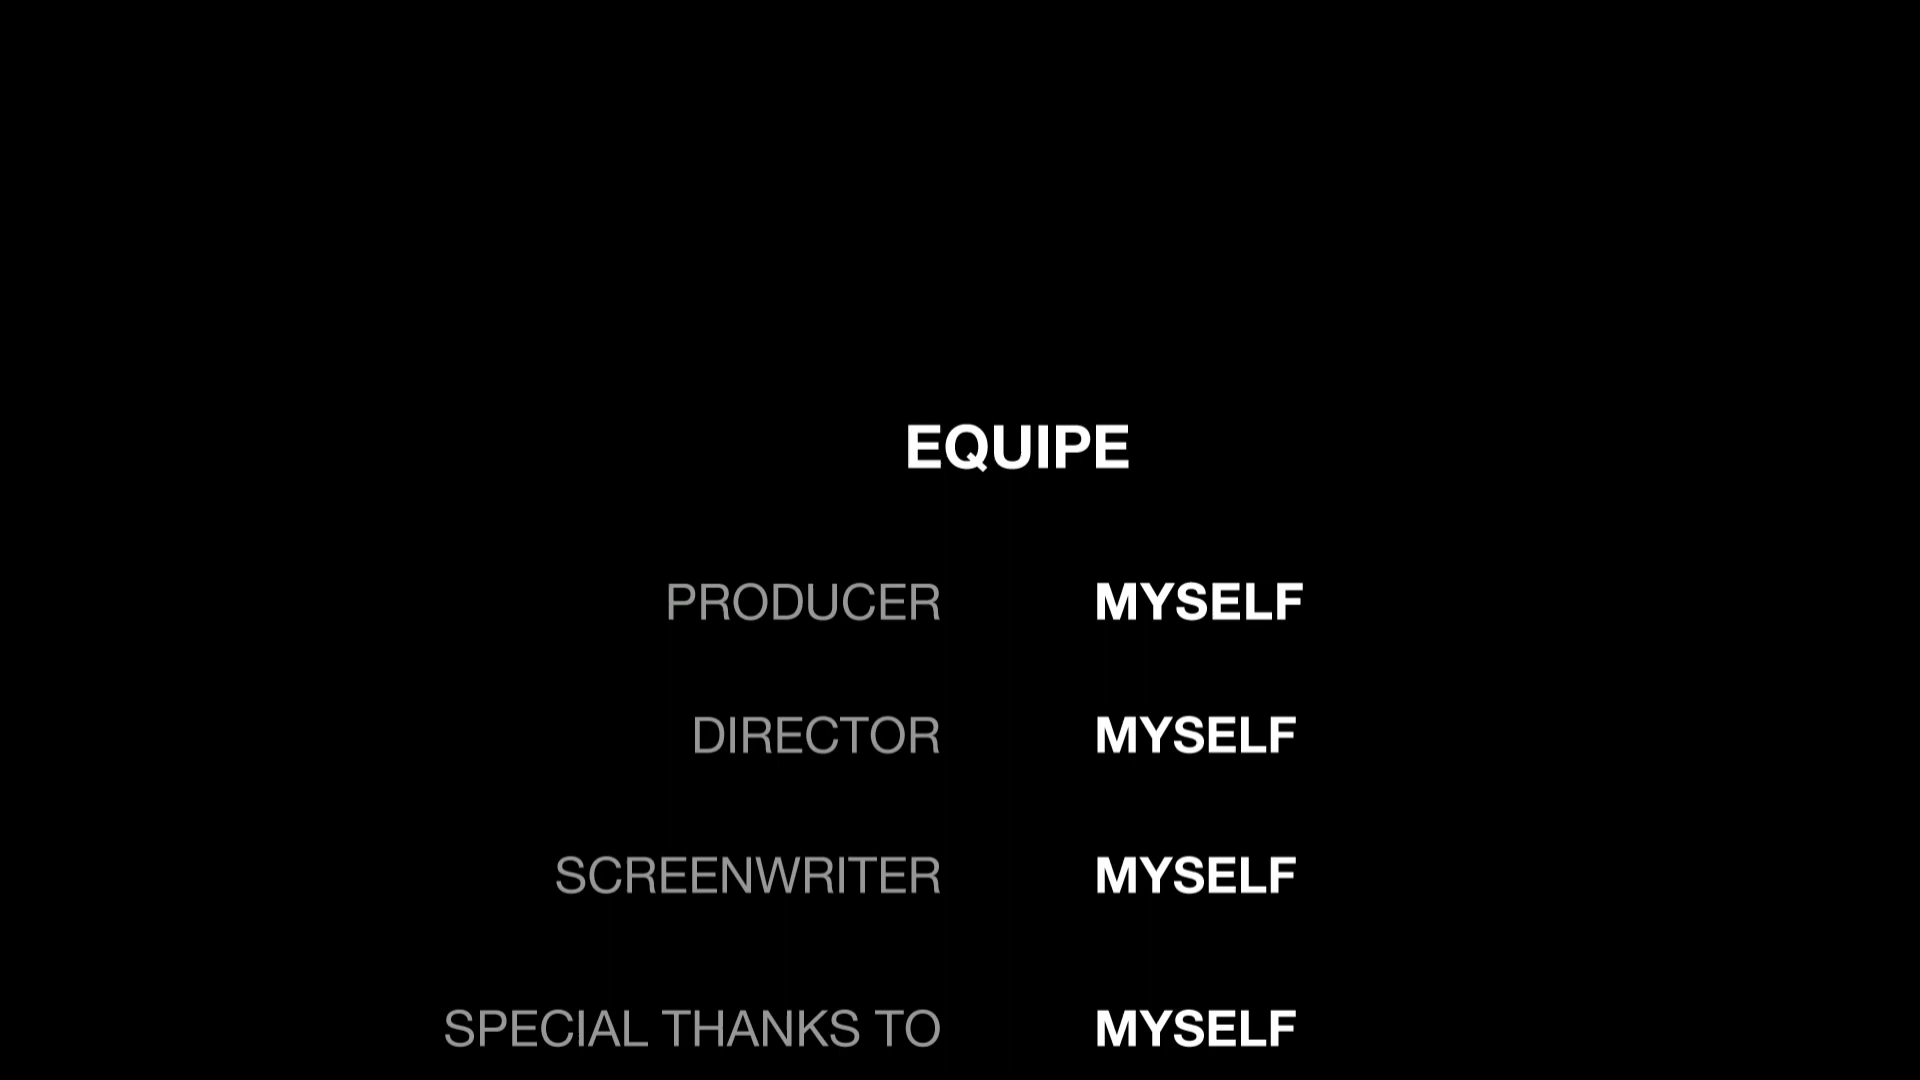 EQUIPE
PRODUCER MYSELF
DIRECTOR MYSELF
SCREENWRITER MYSELF
SPECIAL THANKS TO MYSELF